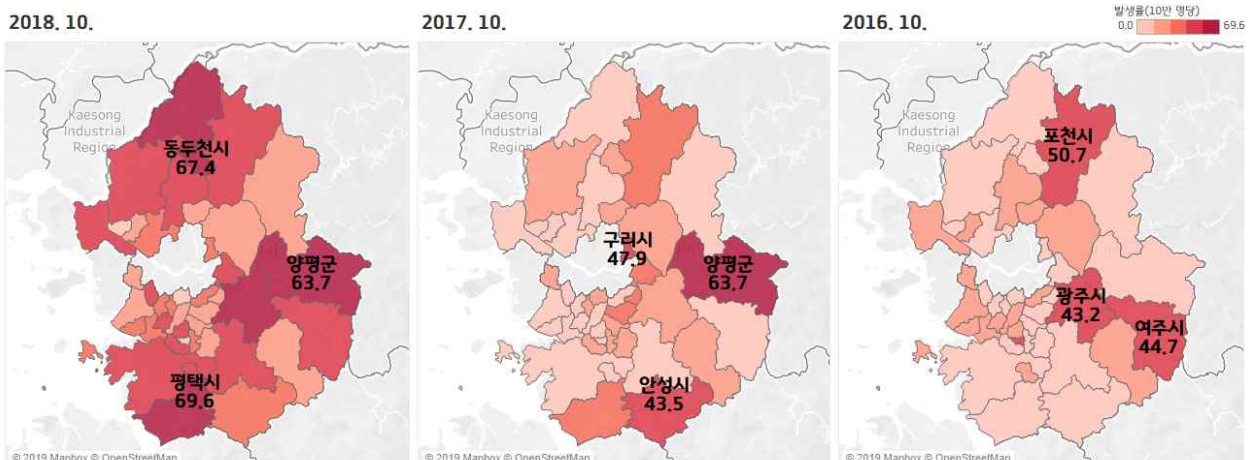 2018. 10.
2017. 10.
2016. 10.
발생률(10만 명당)
0.0
69.6
Kaesong
Industrial
Region
동두천시
67.4
양평군
63.7
평택시
69.6
© 2019 Mapbox © OpenStreetMap
Kaesong
Industrial
Region
구리시
47.9
양평군
63.7
안성시
43.5
© 2019 Mapbox © OpenStreetMap
Kaesong
Industrial
Region
포천시
50.7
광주시
43.2
여주시
44.7
© 2019 Mapbox © OpenStreetMap